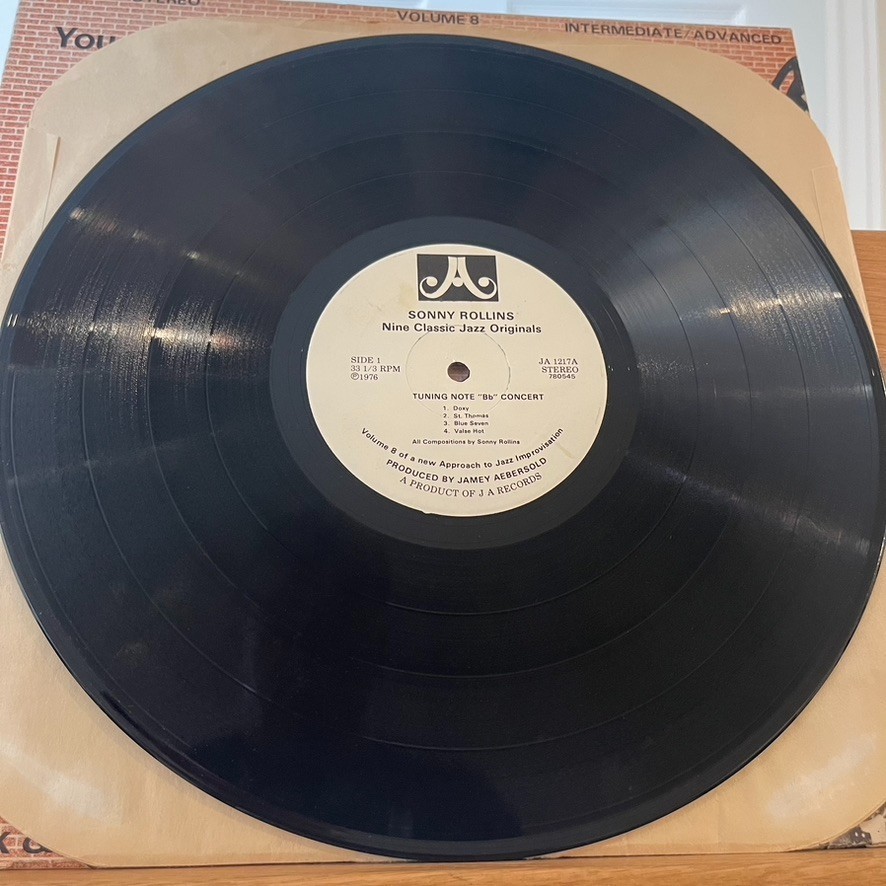 STEREO
VOLUME 8
INTERMEDIATE/ADVANCED
You
SONNY ROLLINS
Nine Classic Jazz Originals
SIDE 1
33 1/3 RPM
℗1976
JA 1217A
STEREO
780545
TUNING NOTE "Bb" CONCERT
1. Doxy
2. St. Thomas
3. Blue Seven
4. Valse Hot
All Compositions by Sonny Rollins
Volume 8 of a new Approach to Jazz Improvisation
PRODUCED BY JAMEY AEBERSOLD
A PRODUCT OF J A RECORDS